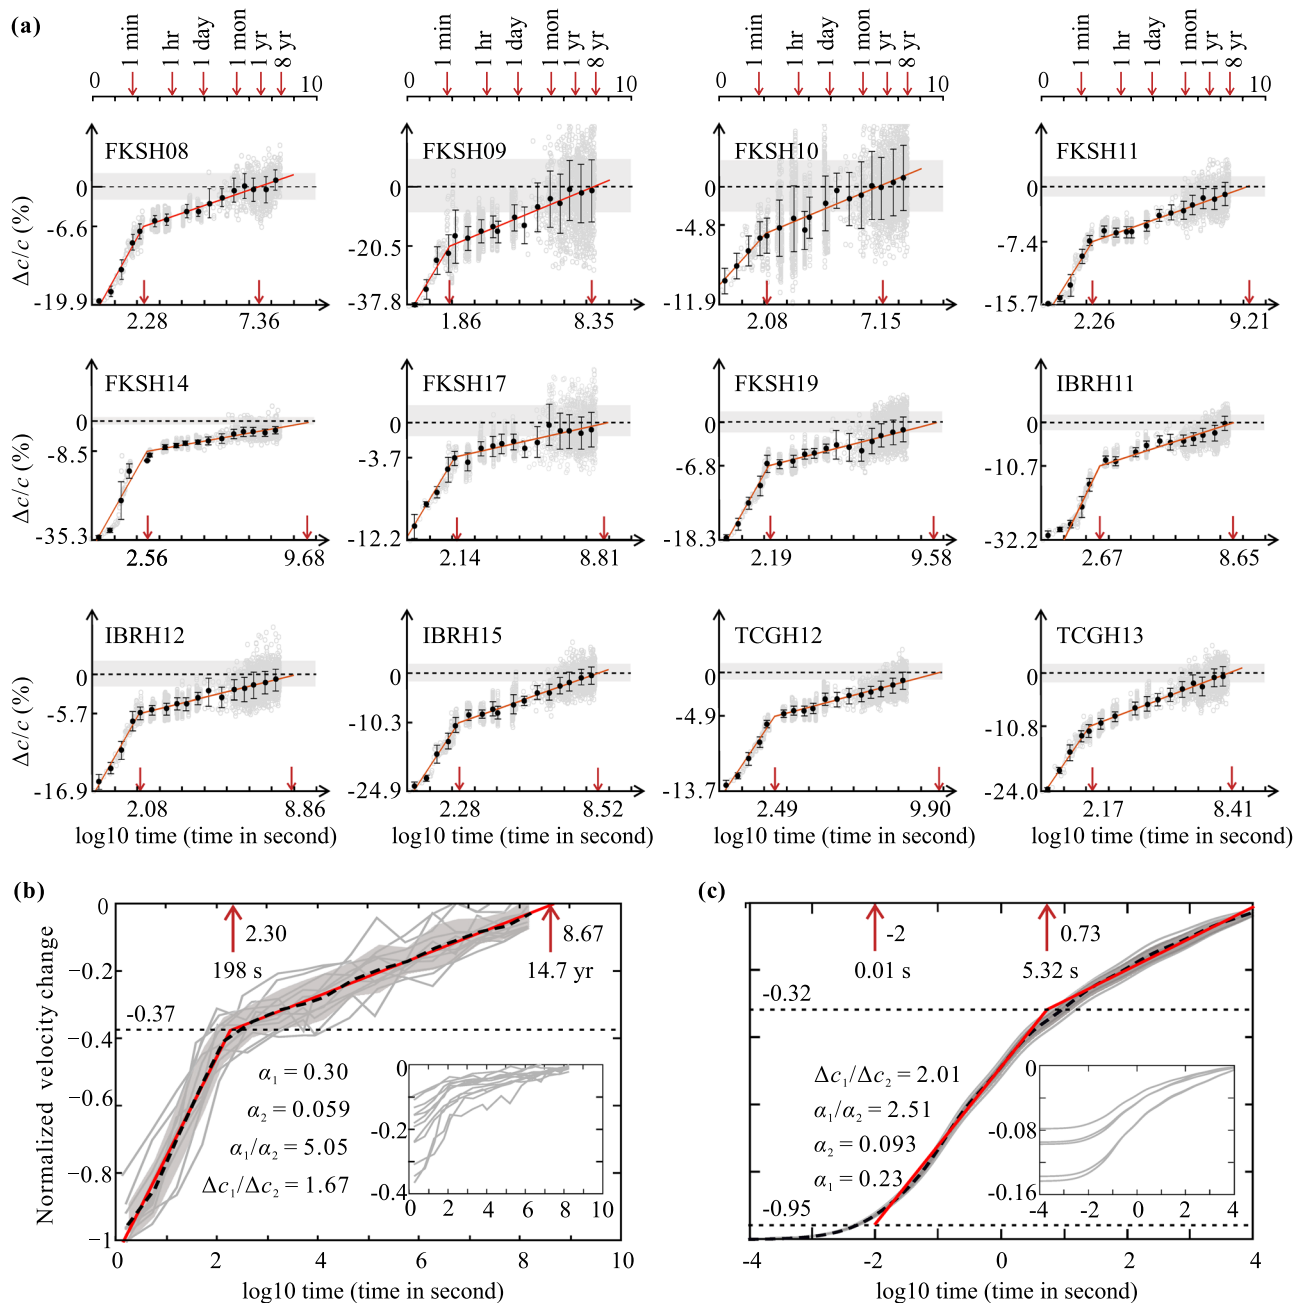 (a)
1 min 1 hr 1 day 1 mon 1 yr 8 yr 1 min 1 hr 1 day 1 mon 1 yr 8 yr 1 min 1 hr 1 day 1 mon 1 yr 8 yr 1 min 1 hr 1 day 1 mon 1 yr 8 yr
0 10 0 10 0 10 0 10
FKSH08 FKSH09 FKSH10 FKSH11
Δc/c (%)
0 0 0 0
-6.6 -20.5 -4.8 -7.4
-19.9 -37.8 -11.9 -15.7
2.28 7.36 1.86 8.35 2.08 7.15 2.26 9.21
FKSH14 FKSH17 FKSH19 IBRH11
Δc/c (%)
0 0 0 0
-8.5 -3.7 -6.8 -10.7
-35.3 -12.2 -18.3 -32.2
2.56 9.68 2.14 8.81 2.19 9.58 2.67 8.65
IBRH12 IBRH15 TCGH12 TCGH13
Δc/c (%)
0 0 0 0
-5.7 -10.3 -4.9 -10.8
-16.9 -24.9 -13.7 -24.0
2.08 8.86 2.28 8.52 2.49 9.90 2.17 8.41
log10 time (time in second) log10 time (time in second) log10 time (time in second) log10 time (time in second)
(b)
Normalized velocity change
0
−0.2
−0.4
−0.6
−0.8
−1
2.30 8.67
198 s 14.7 yr
-0.37
α1 = 0.30
α2 = 0.059
α1/α2 = 5.05
Δc1/Δc2 = 1.67
0
-0.2
-0.4
0 2 4 6 8 10
0 2 4 6 8 10
log10 time (time in second)
(c)
-2 0.73
0.01 s 5.32 s
-0.32
Δc1/Δc2 = 2.01
α1/α2 = 2.51
α2 = 0.093
α1 = 0.23
-0.95
0
-0.08
-0.16
-4 -2 0 2 4
-4 -2 0 2 4
log10 time (time in second)